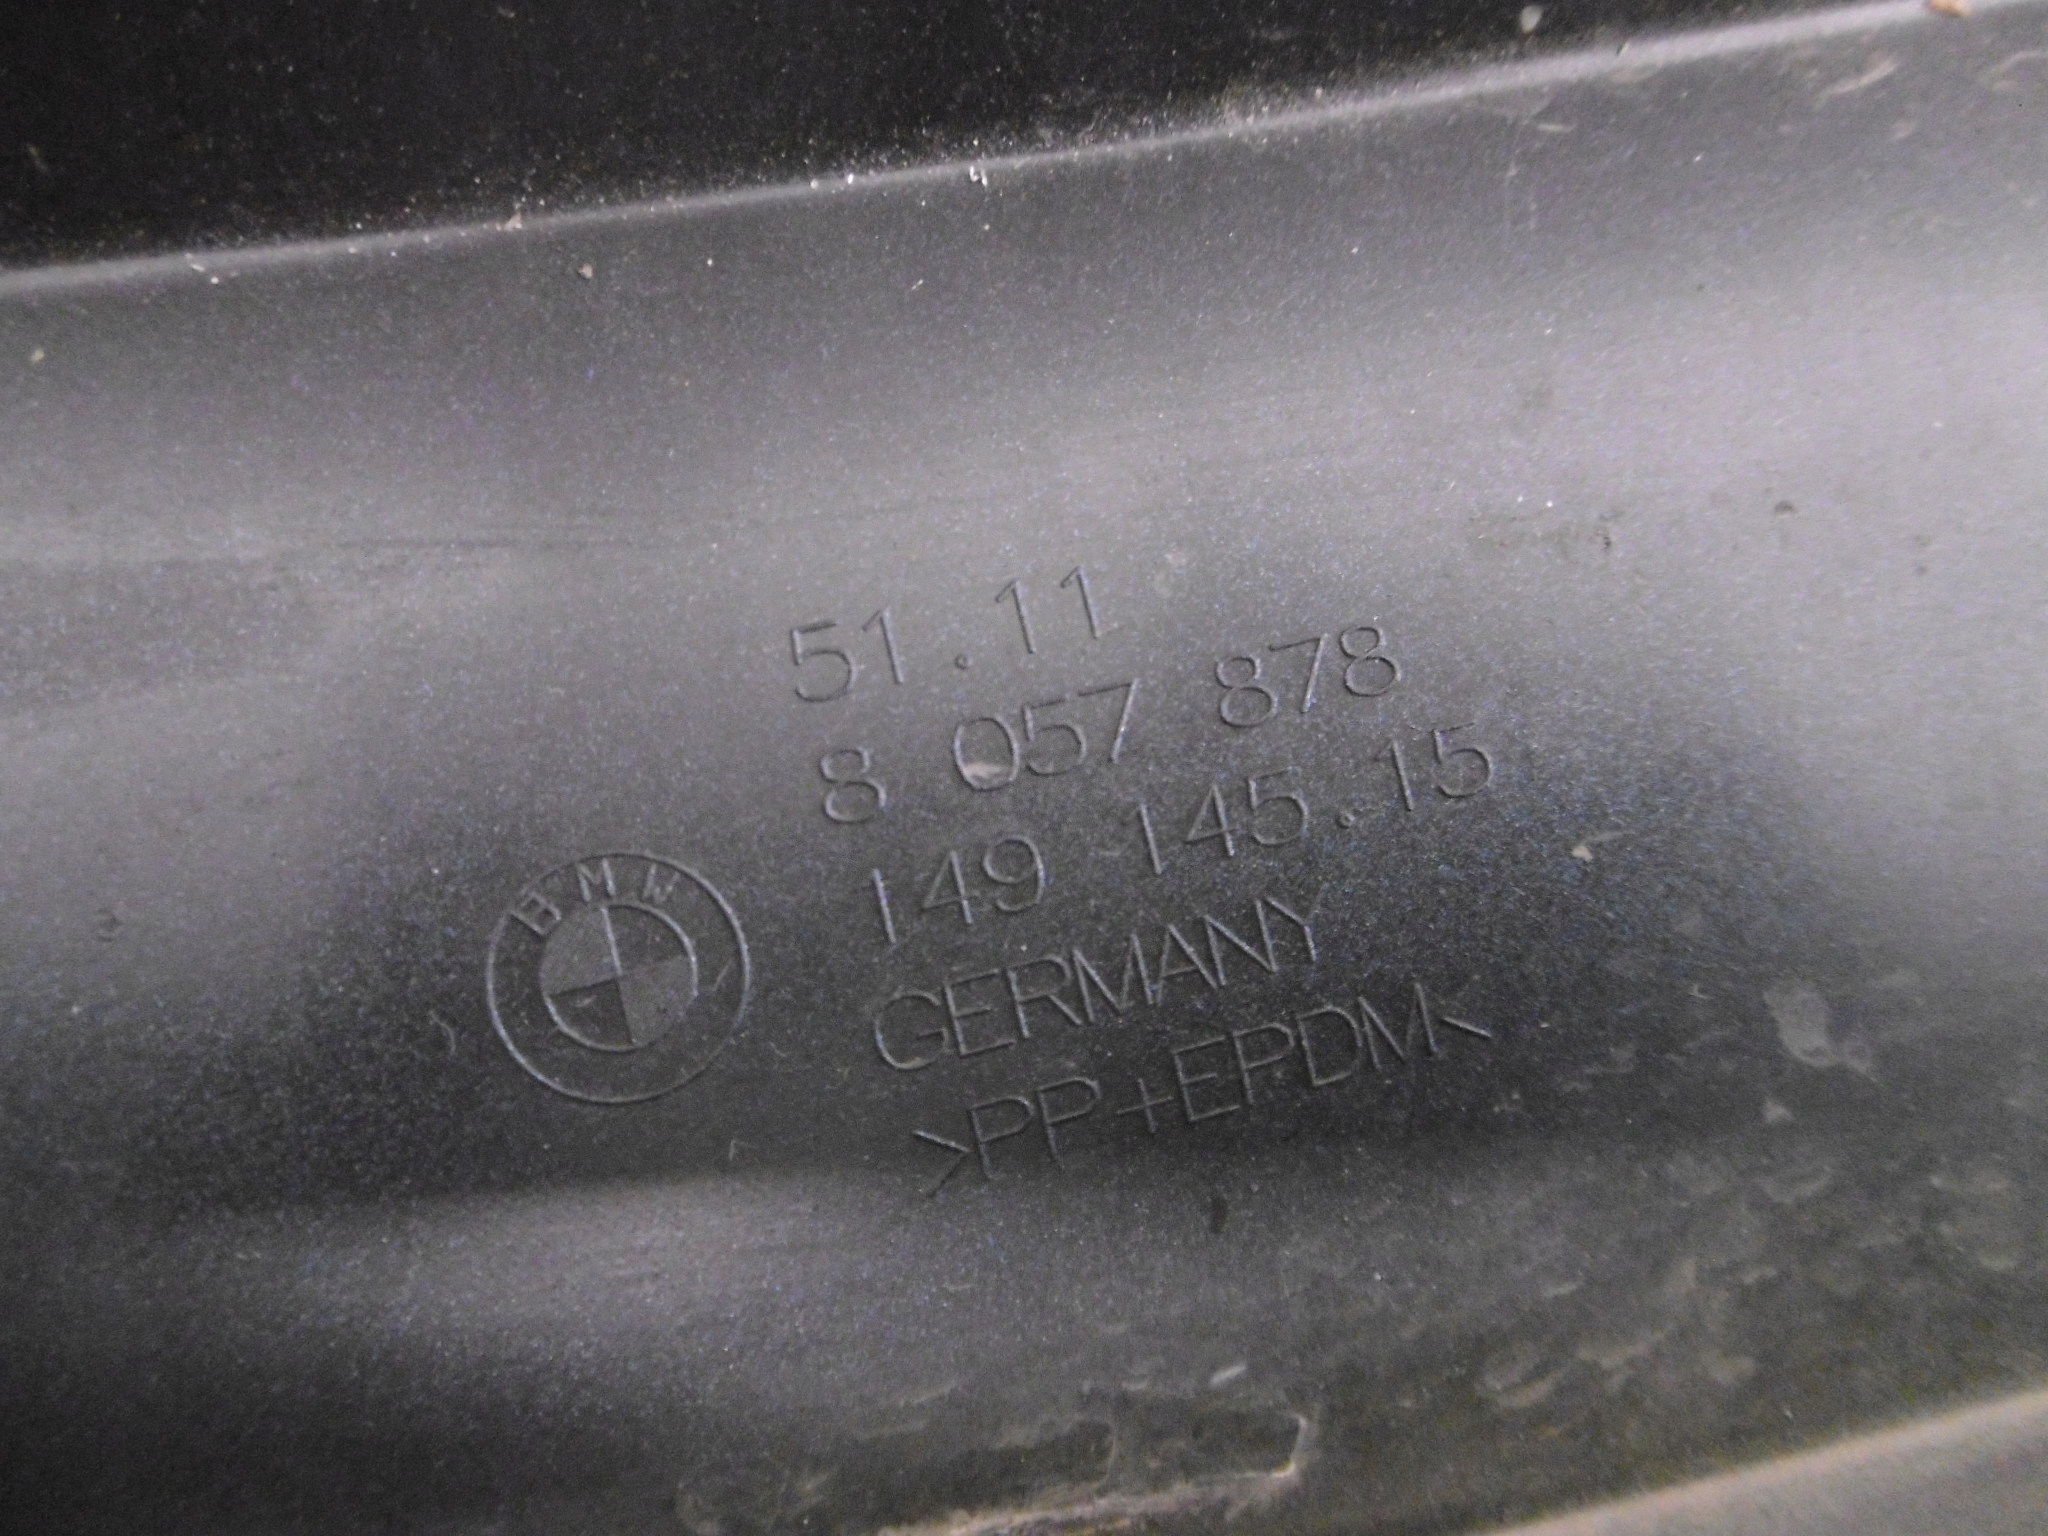 51.11
8 057 878
149 145.15
BMW
GERMANY
>PP+EPDM<